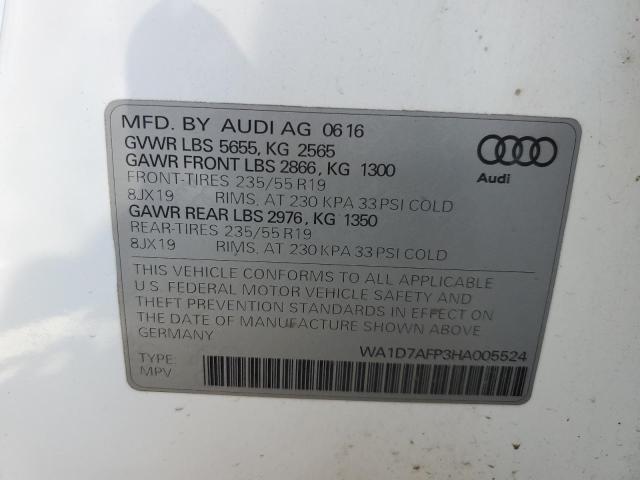 MFD. BY AUDI AG 06 16
GVWR LBS 5655, KG 2565
GAWR FRONT LBS 2866, KG 1300
FRONT-TIRES 235/55 R19
8JX19 RIMS, AT 230 KPA 33 PSI COLD
GAWR REAR LBS 2976, KG 1350
REAR-TIRES 235/55 R19
8JX19 RIMS, AT 230 KPA 33 PSI COLD
Audi
THIS VEHICLE CONFORMS TO ALL APPLICABLE
U.S. FEDERAL MOTOR VEHICLE SAFETY AND
THEFT PREVENTION STANDARDS IN EFFECT ON
THE DATE OF MANUFACTURE SHOWN ABOVE
GERMANY
WA1D7AFP3HA005524
TYPE:
MPV